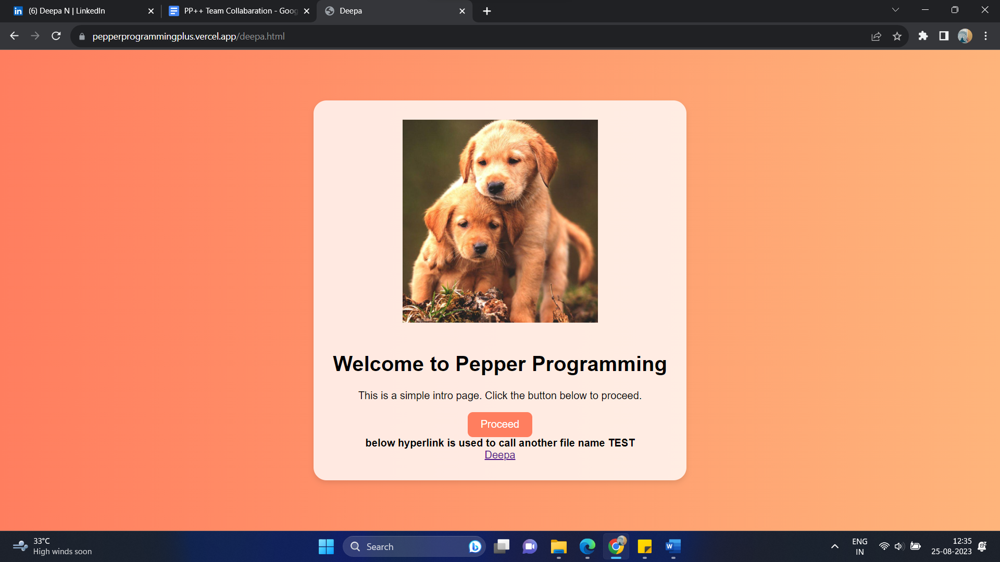 (6) Deepa N | LinkedIn
PP++ Team Collabaration - Goog
Deepa
pepperprogrammingplus.vercel.app/deepa.html
Welcome to Pepper Programming
This is a simple intro page. Click the button below to proceed.
Proceed
below hyperlink is used to call another file name TEST
Deepa
33°C
High winds soon
Search
ENG
IN
12:35
25-08-2023